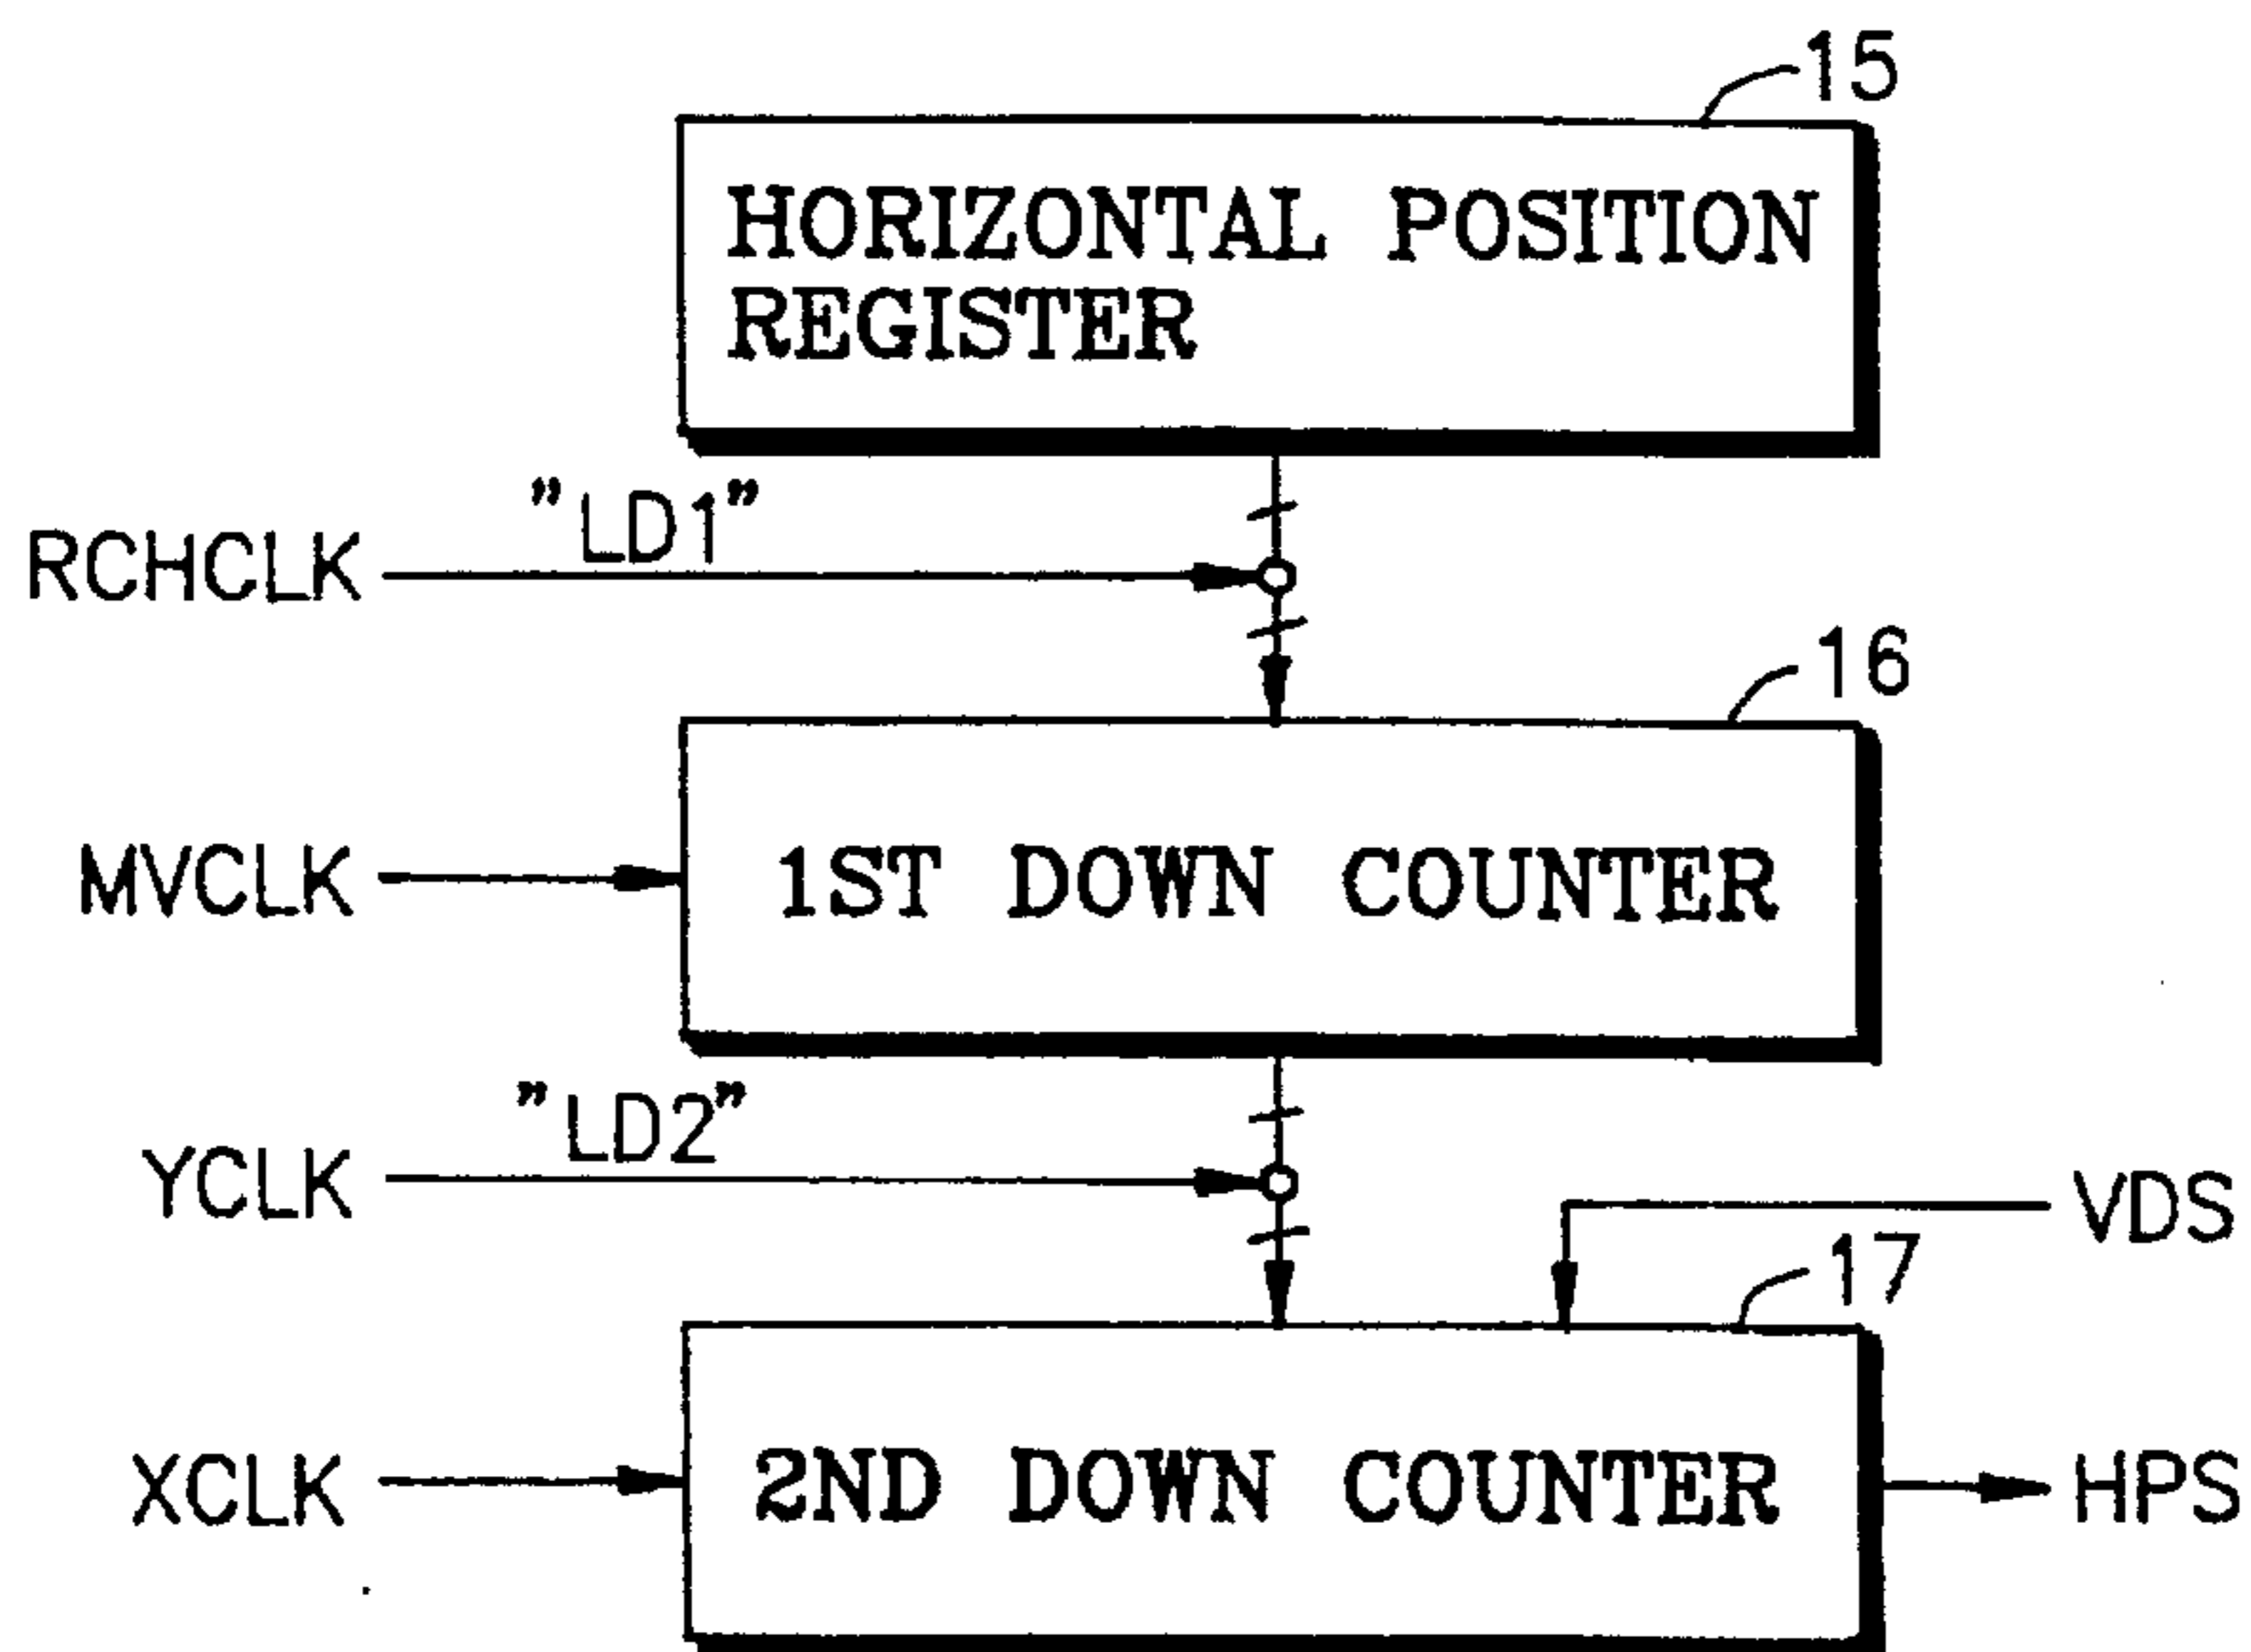 15
HORIZONTAL POSITION
REGISTER
"LD1"
RCHCLK
16
MVCLK
1ST DOWN COUNTER
"LD2"
YCLK
VDS
17
XCLK
2ND DOWN COUNTER
HPS